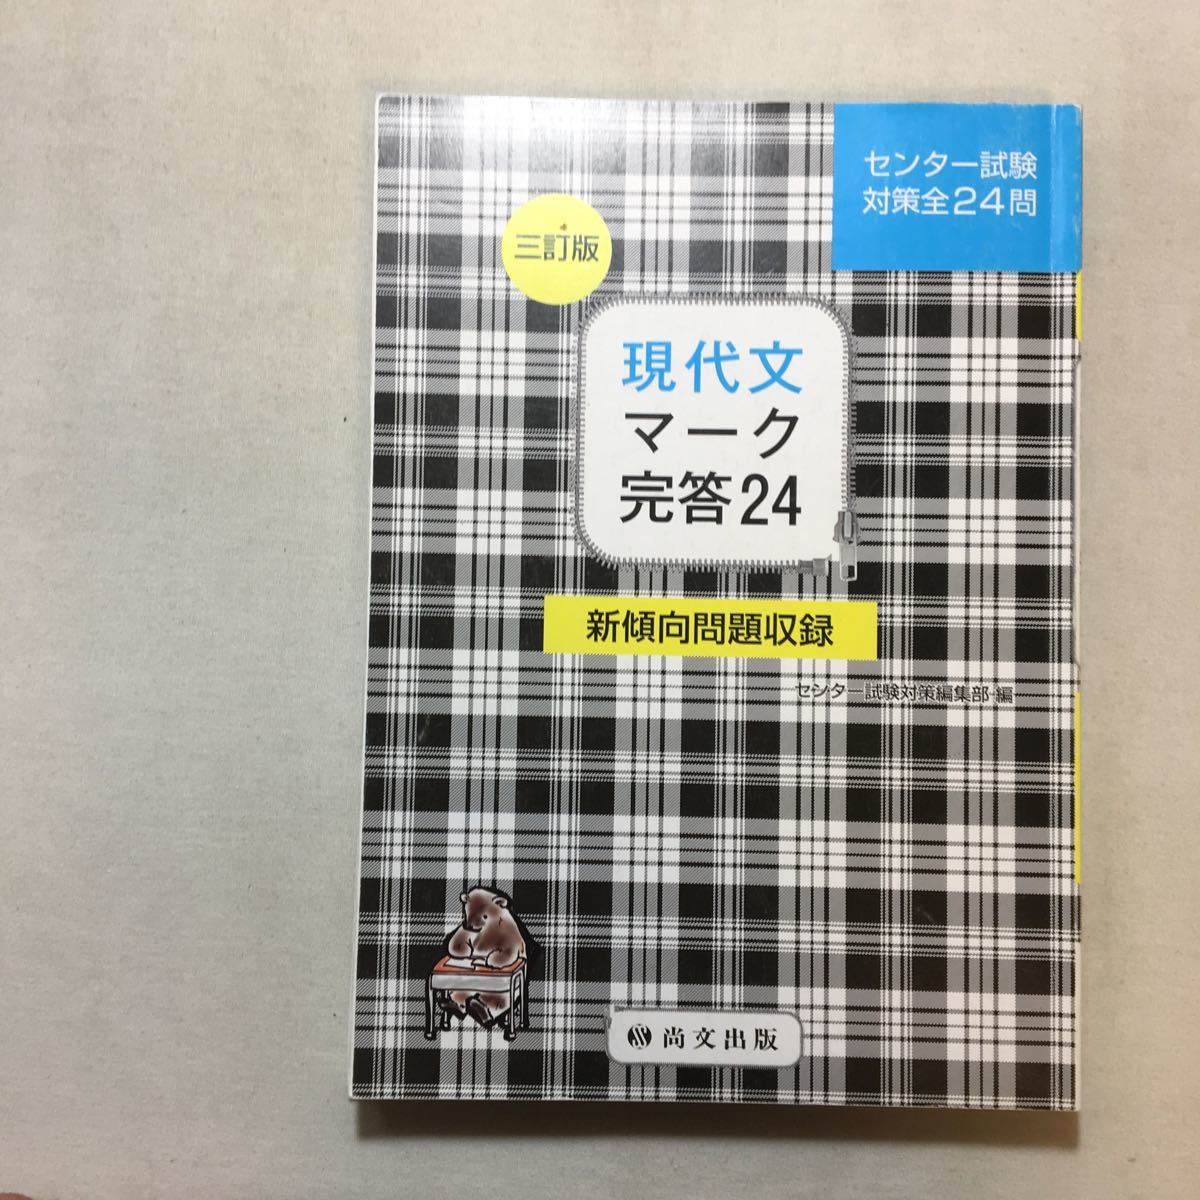 センター試験
対策全24問
三訂版
現代文
マーク
完答24
新傾向問題収録
センター試験対策編集部 編
尚文出版